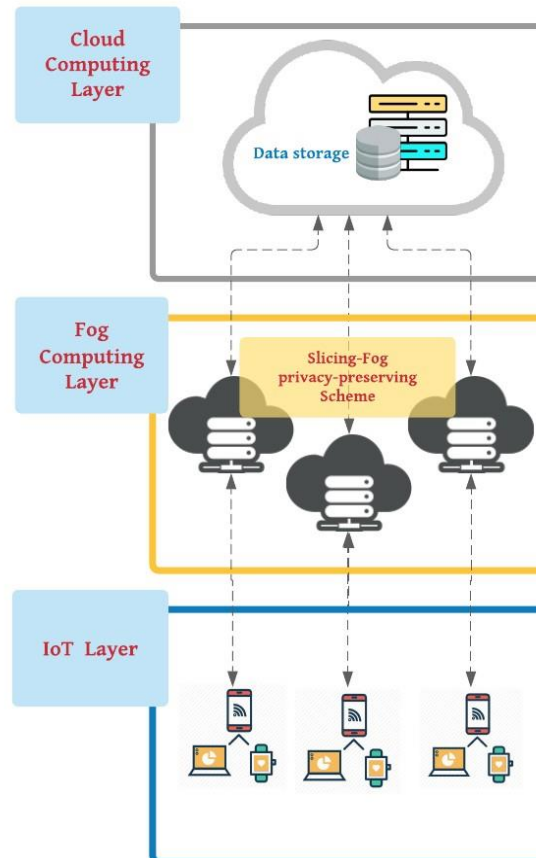 Cloud
Computing
Layer
Data storage
Fog
Computing
Layer
Slicing-Fog
privacy-preserving
Scheme
IoT Layer